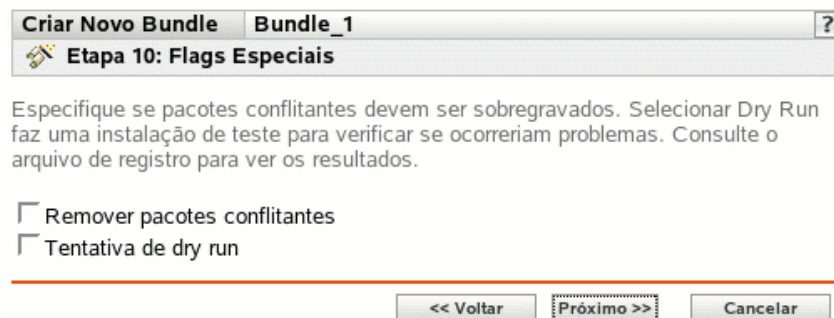 Criar Novo Bundle Bundle_1 ?
Etapa 10: Flags Especiais
Especifique se pacotes conflitantes devem ser sobregravados. Selecionar Dry Run
faz uma instalação de teste para verificar se ocorreriam problemas. Consulte o
arquivo de registro para ver os resultados.
Remover pacotes conflitantes
Tentativa de dry run
<< Voltar Próximo >> Cancelar